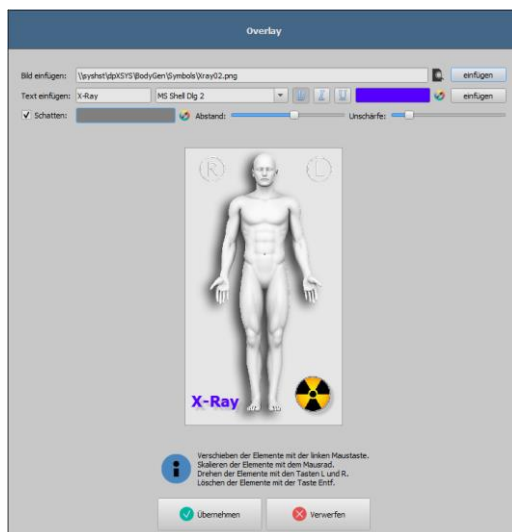 Overlay
Bild einfügen: \\syshst\dpXSYS\BodyGen\Symbols\Xray02.png einfügen
Text einfügen: X-Ray MS Shell Dlg 2 einfügen
Schatten: Abstand: Unschärfe:
R L
X-Ray
Verschieben der Elemente mit der linken Maustaste.
Skalieren der Elemente mit dem Mausrad.
Drehen der Elemente mit den Tasten L und R.
Löschen der Elemente mit der Taste Entf.
Übernehmen Verwerfen